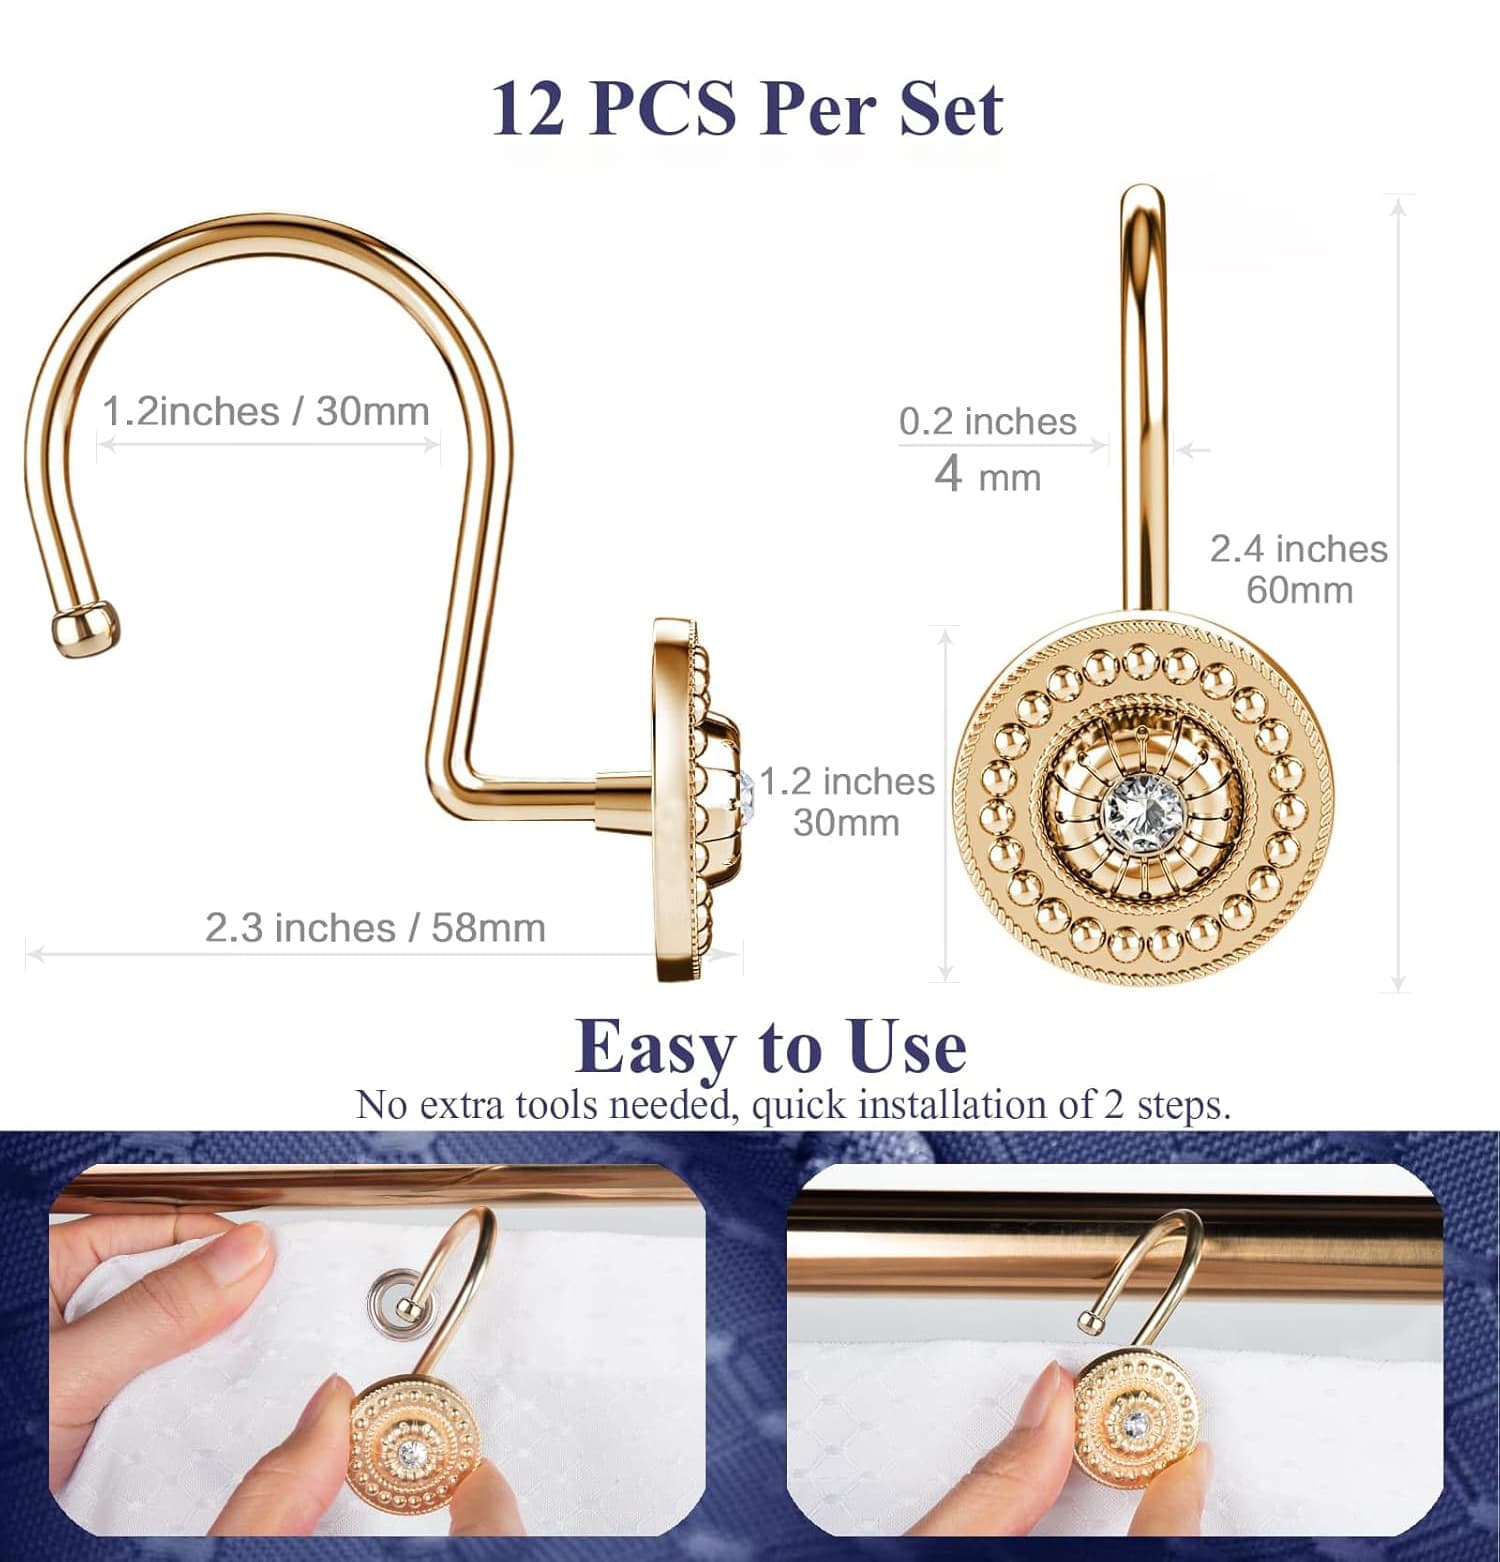 12 PCS Per Set
1.2inches / 30mm
0.2 inches
4 mm
2.4 inches
60mm
1.2 inches
30mm
2.3 inches / 58mm
Easy to Use
No extra tools needed, quick installation of 2 steps.